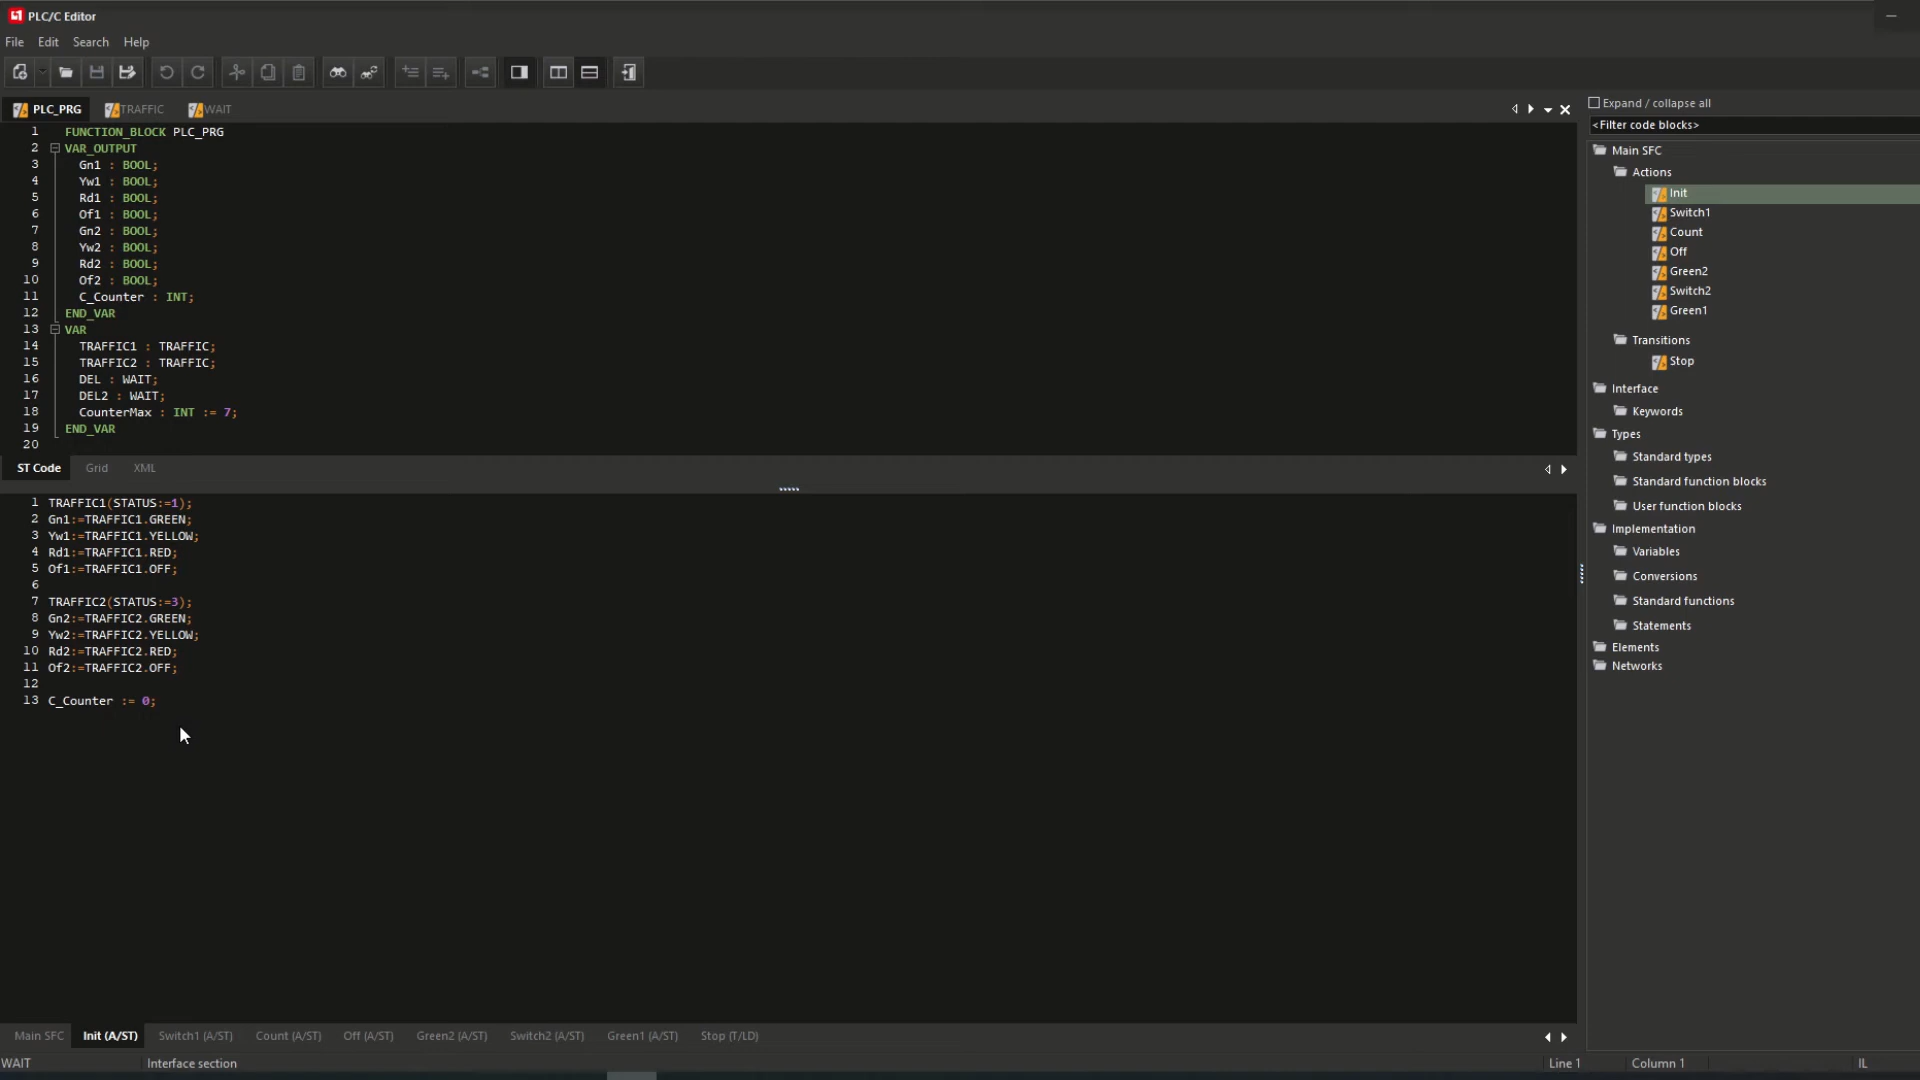 PLC/C Editor
File Edit Search Help
PLC_PRG TRAFFIC WAIT
1 FUNCTION_BLOCK PLC_PRG
2 VAR_OUTPUT
3 Gn1 : BOOL;
4 Yw1 : BOOL;
5 Rd1 : BOOL;
6 Of1 : BOOL;
7 Gn2 : BOOL;
8 Yw2 : BOOL;
9 Rd2 : BOOL;
10 Of2 : BOOL;
11 C_Counter : INT;
12 END_VAR
13 VAR
14 TRAFFIC1 : TRAFFIC;
15 TRAFFIC2 : TRAFFIC;
16 DEL : WAIT;
17 DEL2 : WAIT;
18 CounterMax : INT := 7;
19 END_VAR
20
ST Code Grid XML
1 TRAFFIC1(STATUS:=1);
2 Gn1:=TRAFFIC1.GREEN;
3 Yw1:=TRAFFIC1.YELLOW;
4 Rd1:=TRAFFIC1.RED;
5 Of1:=TRAFFIC1.OFF;
6
7 TRAFFIC2(STATUS:=3);
8 Gn2:=TRAFFIC2.GREEN;
9 Yw2:=TRAFFIC2.YELLOW;
10 Rd2:=TRAFFIC2.RED;
11 Of2:=TRAFFIC2.OFF;
12
13 C_Counter := 0;
Main SFC Init (A/ST) Switch1 (A/ST) Count (A/ST) Off (A/ST) Green2 (A/ST) Switch2 (A/ST) Green1 (A/ST) Stop (T/LD)
Expand / collapse all
<Filter code blocks>
Main SFC
Actions
Init
Switch1
Count
Off
Green2
Switch2
Green1
Transitions
Stop
Interface
Keywords
Types
Standard types
Standard function blocks
User function blocks
Implementation
Variables
Conversions
Standard functions
Statements
Elements
Networks
WAIT Interface section Line 1 Column 1 IL